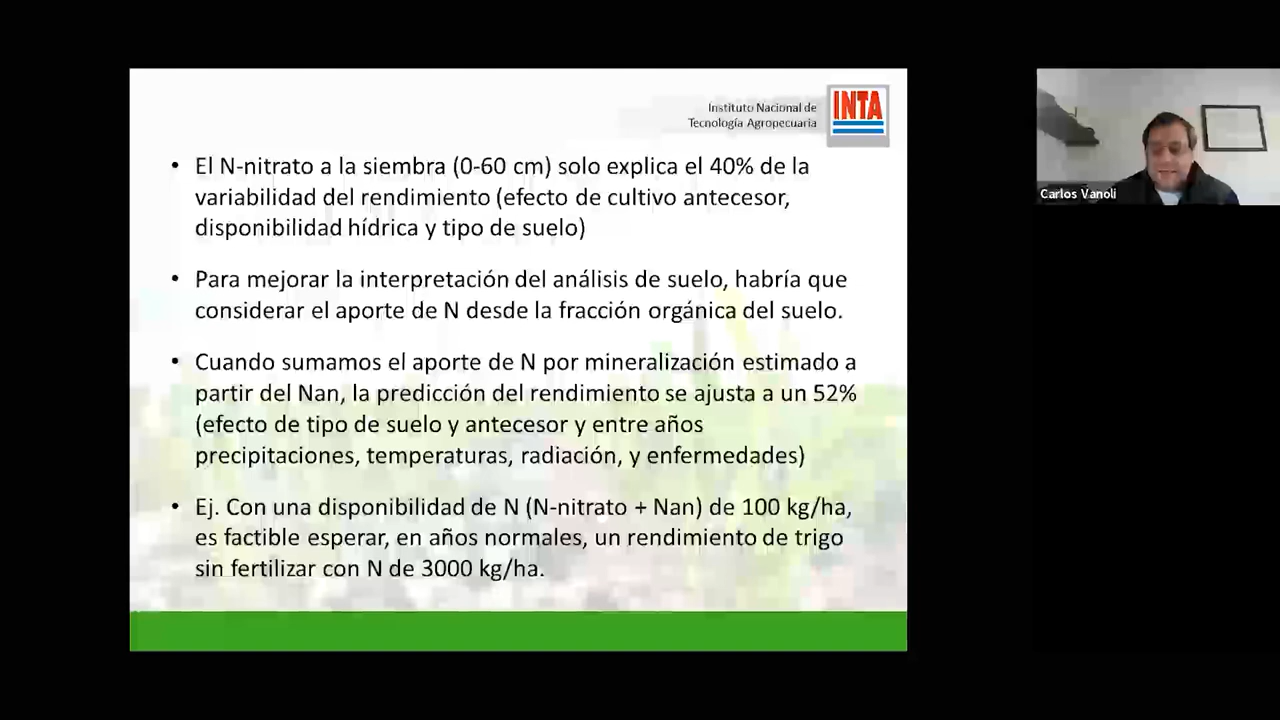 Instituto Nacional de
Tecnología Agropecuaria
INTA
• El N-nitrato a la siembra (0-60 cm) solo explica el 40% de la
variabilidad del rendimiento (efecto de cultivo antecesor,
disponibilidad hídrica y tipo de suelo)
• Para mejorar la interpretación del análisis de suelo, habría que
considerar el aporte de N desde la fracción orgánica del suelo.
• Cuando sumamos el aporte de N por mineralización estimado a
partir del Nan, la predicción del rendimiento se ajusta a un 52%
(efecto de tipo de suelo y antecesor y entre años
precipitaciones, temperaturas, radiación, y enfermedades)
• Ej. Con una disponibilidad de N (N-nitrato + Nan) de 100 kg/ha,
es factible esperar, en años normales, un rendimiento de trigo
sin fertilizar con N de 3000 kg/ha.
Carlos Vanoli